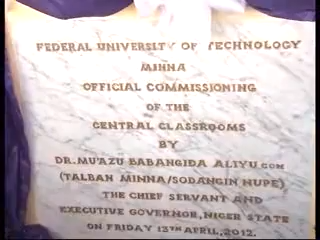 FEDERAL UNIVERSITY OF TECHNOLOGY
MINNA
OFFICIAL COMMISSIONING
OF THE
CENTRAL CLASSROOMS
BY
DR. MU'AZU BABANGIDA ALIYU, CON
(TALBAN MINNA/SODANGIN NUPE)
THE CHIEF SERVANT AND
EXECUTIVE GOVERNOR, NIGER STATE
ON FRIDAY 13TH APRIL, 2012.